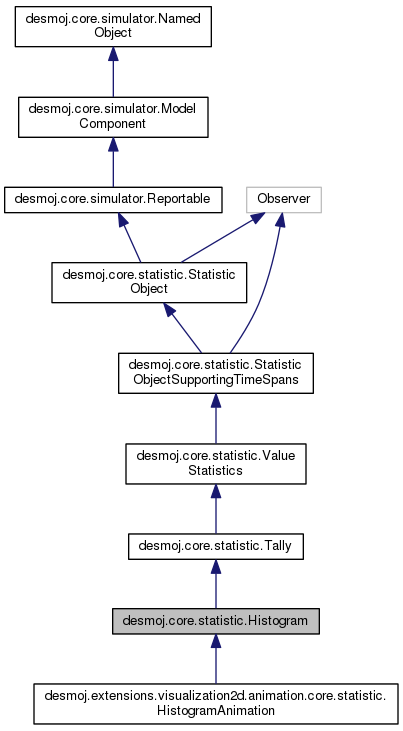 desmoj.core.simulator.Named
Object
desmoj.core.simulator.Model
Component
desmoj.core.simulator.Reportable
Observer
desmoj.core.statistic.Statistic
Object
desmoj.core.statistic.Statistic
ObjectSupportingTimeSpans
desmoj.core.statistic.Value
Statistics
desmoj.core.statistic.Tally
desmoj.core.statistic.Histogram
desmoj.extensions.visualization2d.animation.core.statistic.
HistogramAnimation